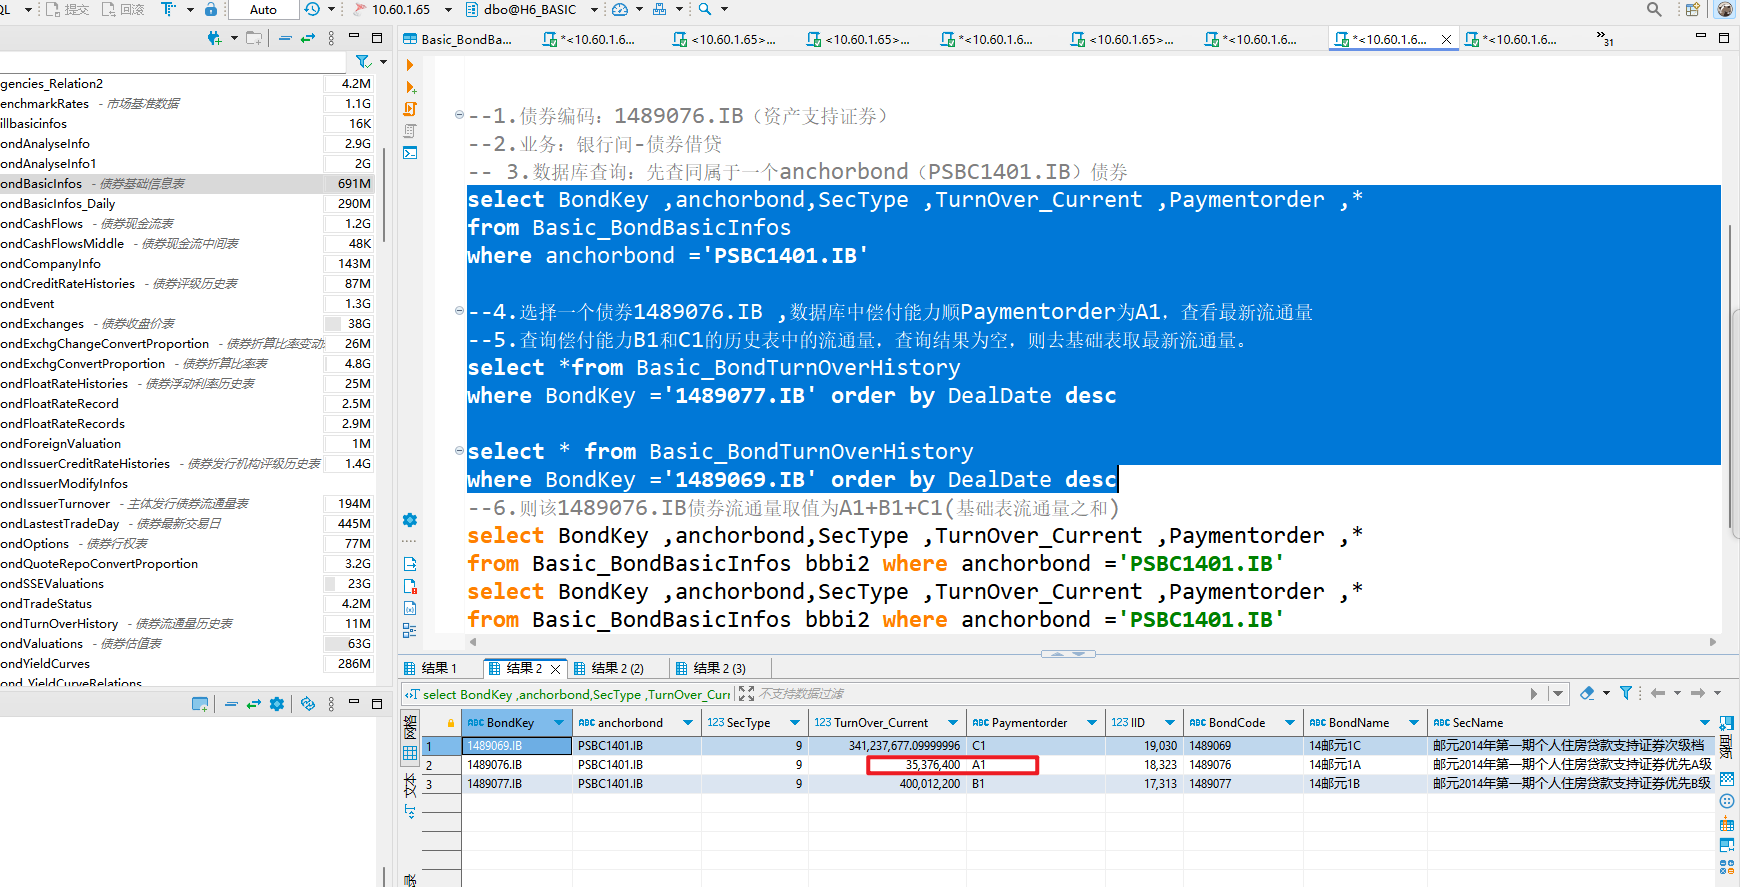 QL 提交 回滚 T Auto 10.60.1.65 dbo@H6_BASIC
Basic_BondBa... *<10.60.1.6... <10.60.1.65>... <10.60.1.65>... *<10.60.1.6... <10.60.1.65>... *<10.60.1.6... *<10.60.1.6... *<10.60.1.6... 31
gencies_Relation2 4.2M
enchmarkRates - 市场基准数据 1.1G
illbasicinfos 16K
ondAnalyseInfo 2.9G
ondAnalyseInfo1 2G
ondBasicInfos - 债券基础信息表 691M
ondBasicInfos_Daily 290M
ondCashFlows - 债券现金流表 1.2G
ondCashFlowsMiddle - 债券现金流中间表 48K
ondCompanyInfo 143M
ondCreditRateHistories - 债券评级历史表 87M
ondEvent 1.3G
ondExchanges - 债券收盘价表 38G
ondExchgChangeConvertProportion - 债券折算比率变动 26M
ondExchgConvertProportion - 债券折算比率表 4.8G
ondFloatRateHistories - 债券浮动利率历史表 25M
ondFloatRateRecord 2.5M
ondFloatRateRecords 2.9M
ondForeignValuation 1M
ondIssuerCreditRateHistories - 债券发行机构评级历史表 1.4G
ondIssuerModifyInfos
ondIssuerTurnover - 主体发行债券流通量表 194M
ondLastestTradeDay - 债券最新交易日 445M
ondOptions - 债券行权表 77M
ondQuoteRepoConvertProportion 3.2G
ondSSEValuations 23G
ondTradeStatus 4.2M
ondTurnOverHistory - 债券流通量历史表 11M
ondValuations - 债券估值表 63G
ondYieldCurves 286M
ond YieldCurveRelations
--1.债券编码：1489076.IB（资产支持证券）
--2.业务：银行间-债券借贷
-- 3.数据库查询：先查同属于一个anchorbond（PSBC1401.IB）债券
select BondKey ,anchorbond,SecType ,TurnOver_Current ,Paymentorder ,*
from Basic_BondBasicInfos
where anchorbond ='PSBC1401.IB'
--4.选择一个债券1489076.IB ,数据库中偿付能力顺Paymentorder为A1，查看最新流通量
--5.查询偿付能力B1和C1的历史表中的流通量，查询结果为空，则去基础表取最新流通量。
select *from Basic_BondTurnOverHistory
where BondKey ='1489077.IB' order by DealDate desc
select * from Basic_BondTurnOverHistory
where BondKey ='1489069.IB' order by DealDate desc
--6.则该1489076.IB债券流通量取值为A1+B1+C1(基础表流通量之和)
select BondKey ,anchorbond,SecType ,TurnOver_Current ,Paymentorder ,*
from Basic_BondBasicInfos bbbi2 where anchorbond ='PSBC1401.IB'
select BondKey ,anchorbond,SecType ,TurnOver_Current ,Paymentorder ,*
from Basic_BondBasicInfos bbbi2 where anchorbond ='PSBC1401.IB'
结果 1 结果 2 结果 2 (2) 结果 2 (3)
select BondKey ,anchorbond,SecType ,TurnOver_Curr 不支持数据过滤
网格
文本
面板
ABC BondKey ABC anchorbond 123 SecType 123 TurnOver_Current ABC Paymentorder 123 IID ABC BondCode ABC BondName ABC SecName
1 1489069.IB PSBC1401.IB 9 341,237,677.09999996 C1 19,030 1489069 14邮元1C 邮元2014年第一期个人住房贷款支持证券次级档
2 1489076.IB PSBC1401.IB 9 35,376,400 A1 18,323 1489076 14邮元1A 邮元2014年第一期个人住房贷款支持证券优先A级
3 1489077.IB PSBC1401.IB 9 400,012,200 B1 17,313 1489077 14邮元1B 邮元2014年第一期个人住房贷款支持证券优先B级